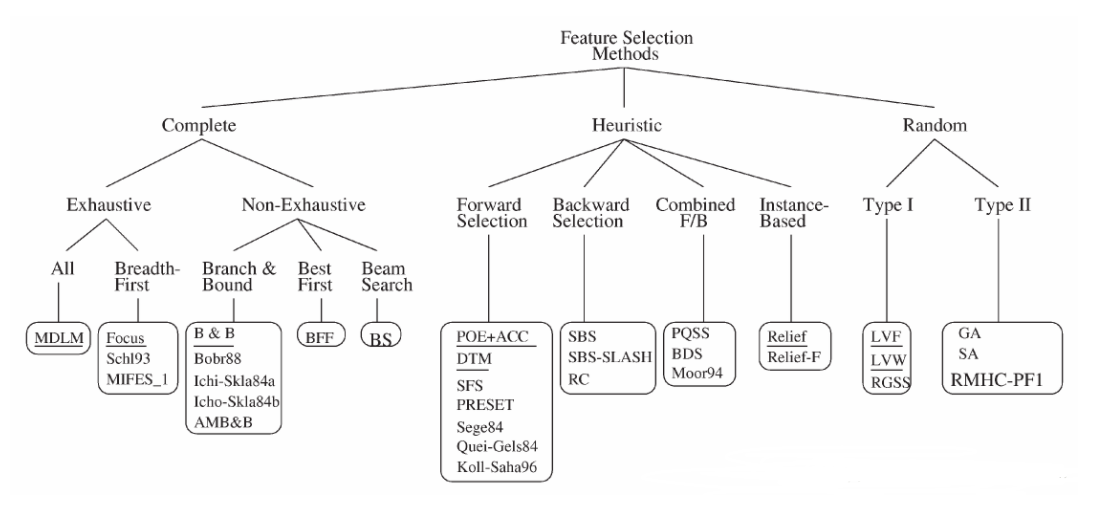 Feature Selection
Methods
Complete
Heuristic
Random
Exhaustive
Non-Exhaustive
Forward
Selection
Backward
Selection
Combined
F/B
Instance-
Based
Type I
Type II
All
Breadth-
First
Branch &
Bound
Best
First
Beam
Search
MDLM
Focus
Schl93
MIFES_1
B & B
Bobr88
Ichi-Skla84a
Icho-Skla84b
AMB&B
BFF
BS
POE+ACC
DTM
SFS
PRESET
Sege84
Quei-Gels84
Koll-Saha96
SBS
SBS-SLASH
RC
PQSS
BDS
Moor94
Relief
Relief-F
LVF
LVW
RGSS
GA
SA
RMHC-PF1